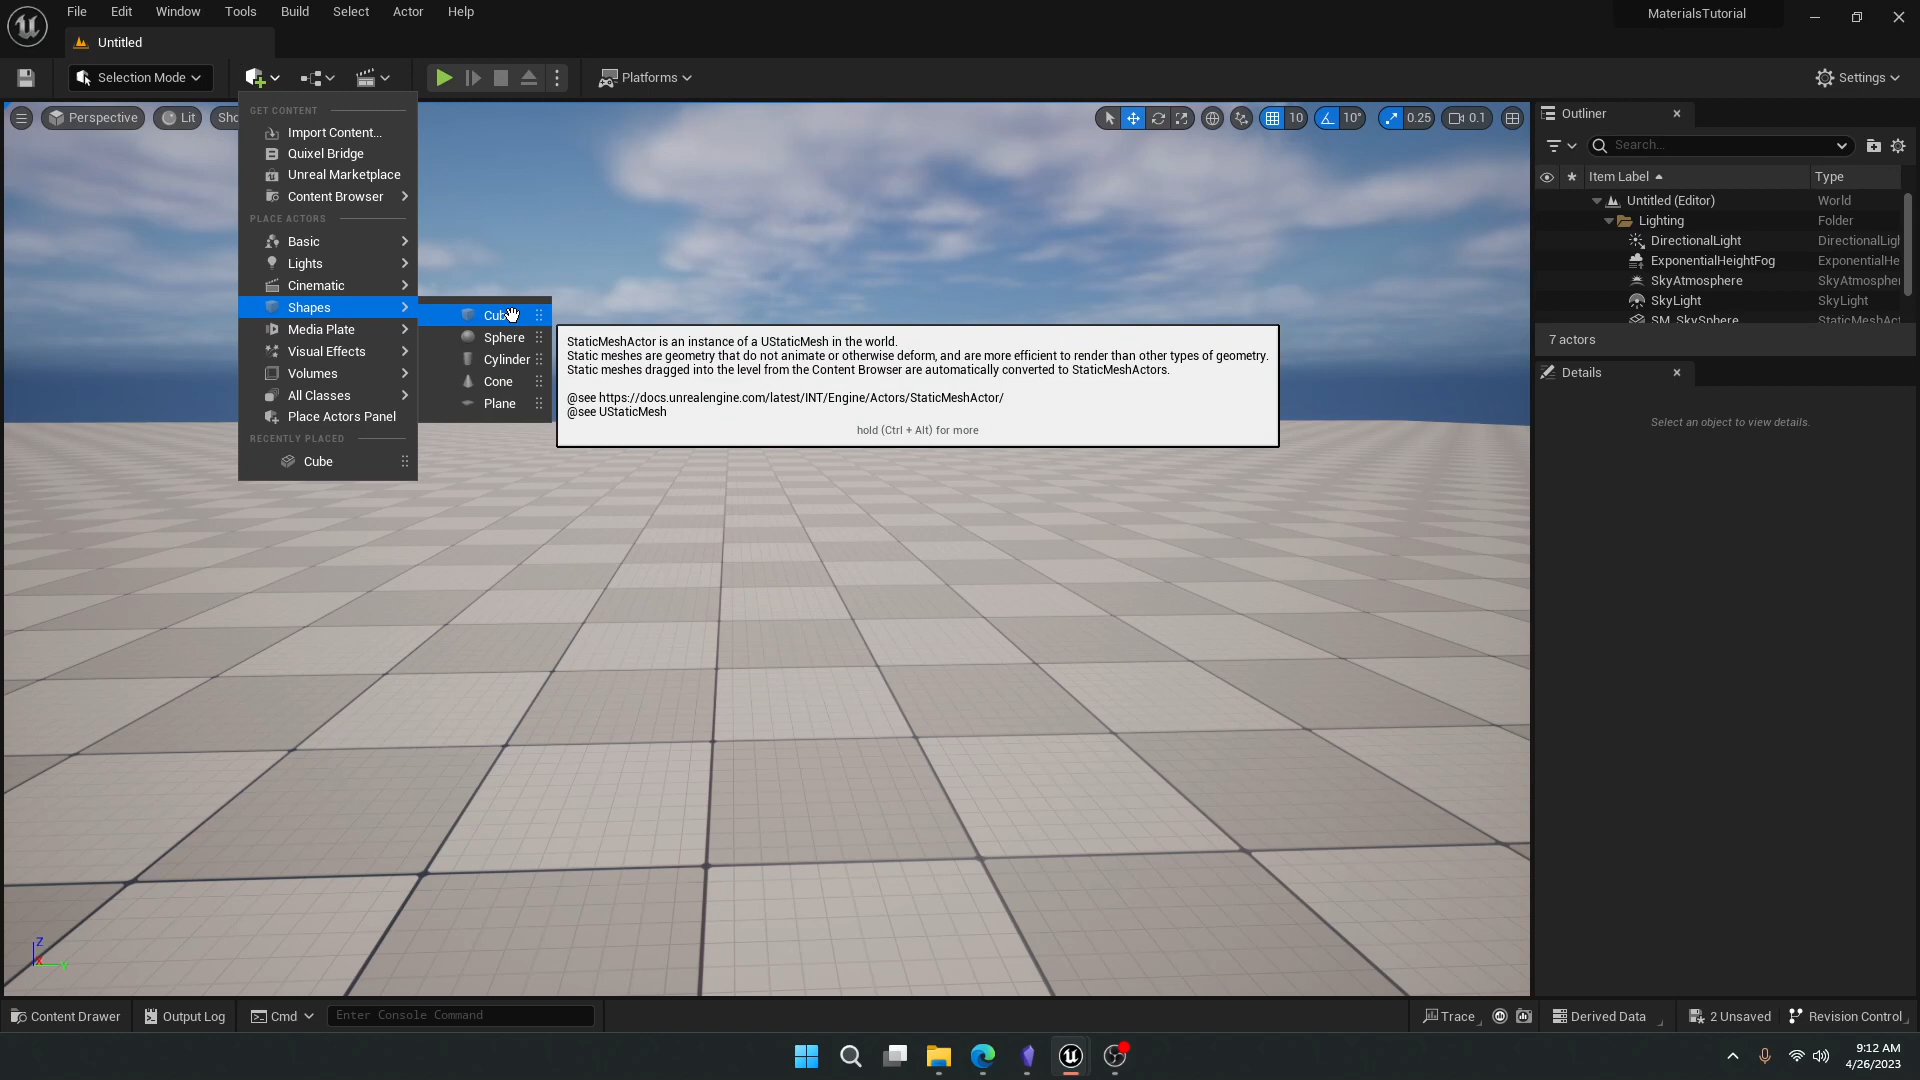 File Edit Window Tools Build Select Actor Help
MaterialsTutorial
Untitled
Selection Mode
Platforms
Settings
Perspective
Lit
Sho
10
10°
0.25
0.1
GET CONTENT
Import Content...
Quixel Bridge
Unreal Marketplace
Content Browser
PLACE ACTORS
Basic
Lights
Cinematic
Shapes
Media Plate
Visual Effects
Volumes
All Classes
Place Actors Panel
RECENTLY PLACED
Cube
Cub
Sphere
Cylinder
Cone
Plane
StaticMeshActor is an instance of a UStaticMesh in the world.
Static meshes are geometry that do not animate or otherwise deform, and are more efficient to render than other types of geometry.
Static meshes dragged into the level from the Content Browser are automatically converted to StaticMeshActors.
@see https://docs.unrealengine.com/latest/INT/Engine/Actors/StaticMeshActor/
@see UStaticMesh
hold (Ctrl + Alt) for more
Outliner
Search...
Item Label Type
Untitled (Editor) World
Lighting Folder
DirectionalLight DirectionalLigh
ExponentialHeightFog ExponentialHe
SkyAtmosphere SkyAtmospher
SkyLight SkyLight
SM_SkySphere StaticMeshAct
7 actors
Details
Select an object to view details.
Z
X
Y
Content Drawer
Output Log
Cmd
Enter Console Command
Trace
Derived Data
2 Unsaved
Revision Control
9:12 AM
4/26/2023